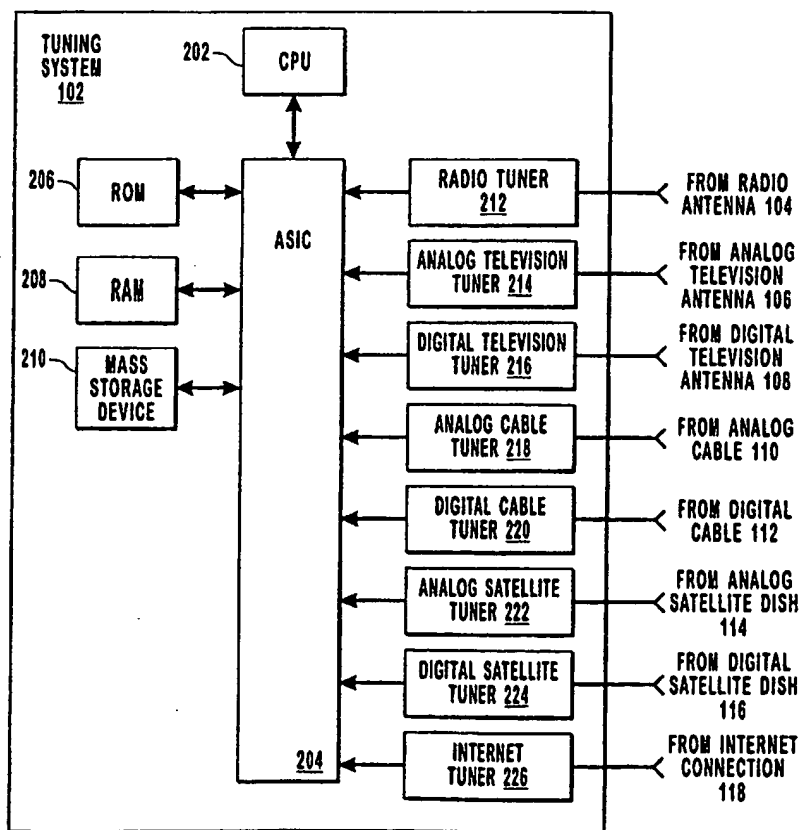 TUNING
SYSTEM
102
202
CPU
206
ROM
208
RAM
210
MASS
STORAGE
DEVICE
ASIC
204
RADIO TUNER
212
ANALOG TELEVISION
TUNER 214
DIGITAL TELEVISION
TUNER 216
ANALOG CABLE
TUNER 218
DIGITAL CABLE
TUNER 220
ANALOG SATELLITE
TUNER 222
DIGITAL SATELLITE
TUNER 224
INTERNET
TUNER 226
FROM RADIO
ANTENNA 104
FROM ANALOG
TELEVISION
ANTENNA 106
FROM DIGITAL
TELEVISION
ANTENNA 108
FROM ANALOG
CABLE 110
FROM DIGITAL
CABLE 112
FROM ANALOG
SATELLITE DISH
114
FROM DIGITAL
SATELLITE DISH
116
FROM INTERNET
CONNECTION
118